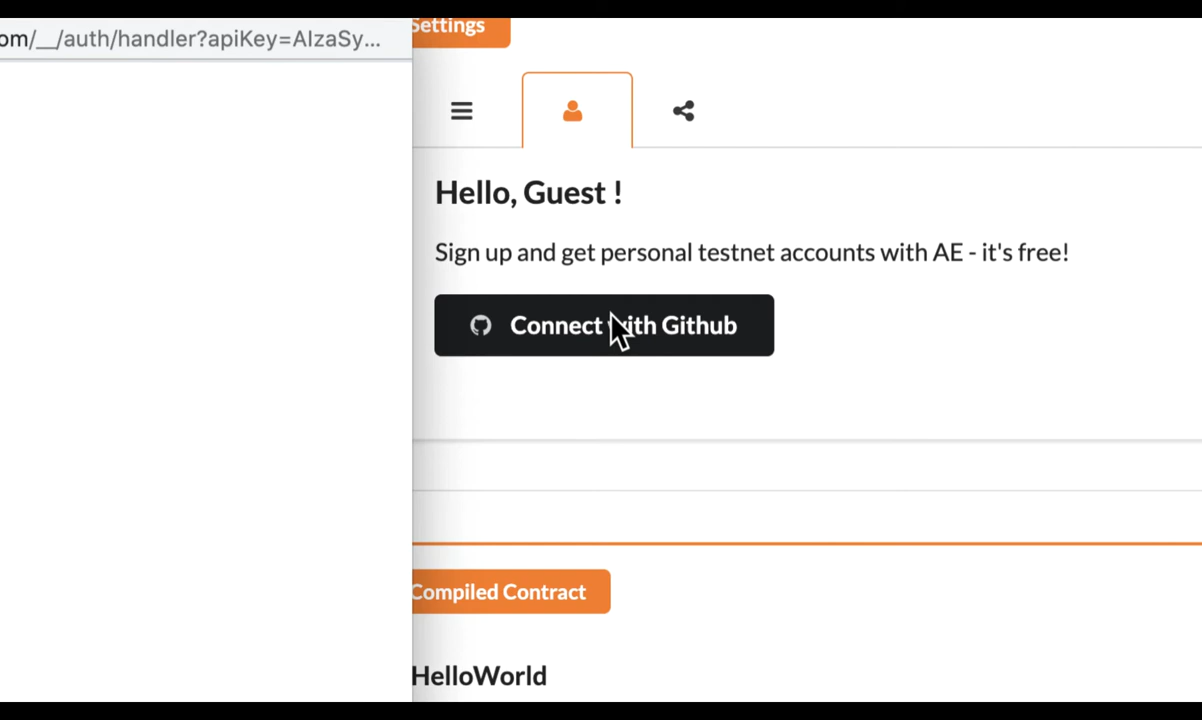 om/__/auth/handler?apiKey=AIzaSy...
Settings
Hello, Guest !
Sign up and get personal testnet accounts with AE - it's free!
Connect with Github
Compiled Contract
HelloWorld